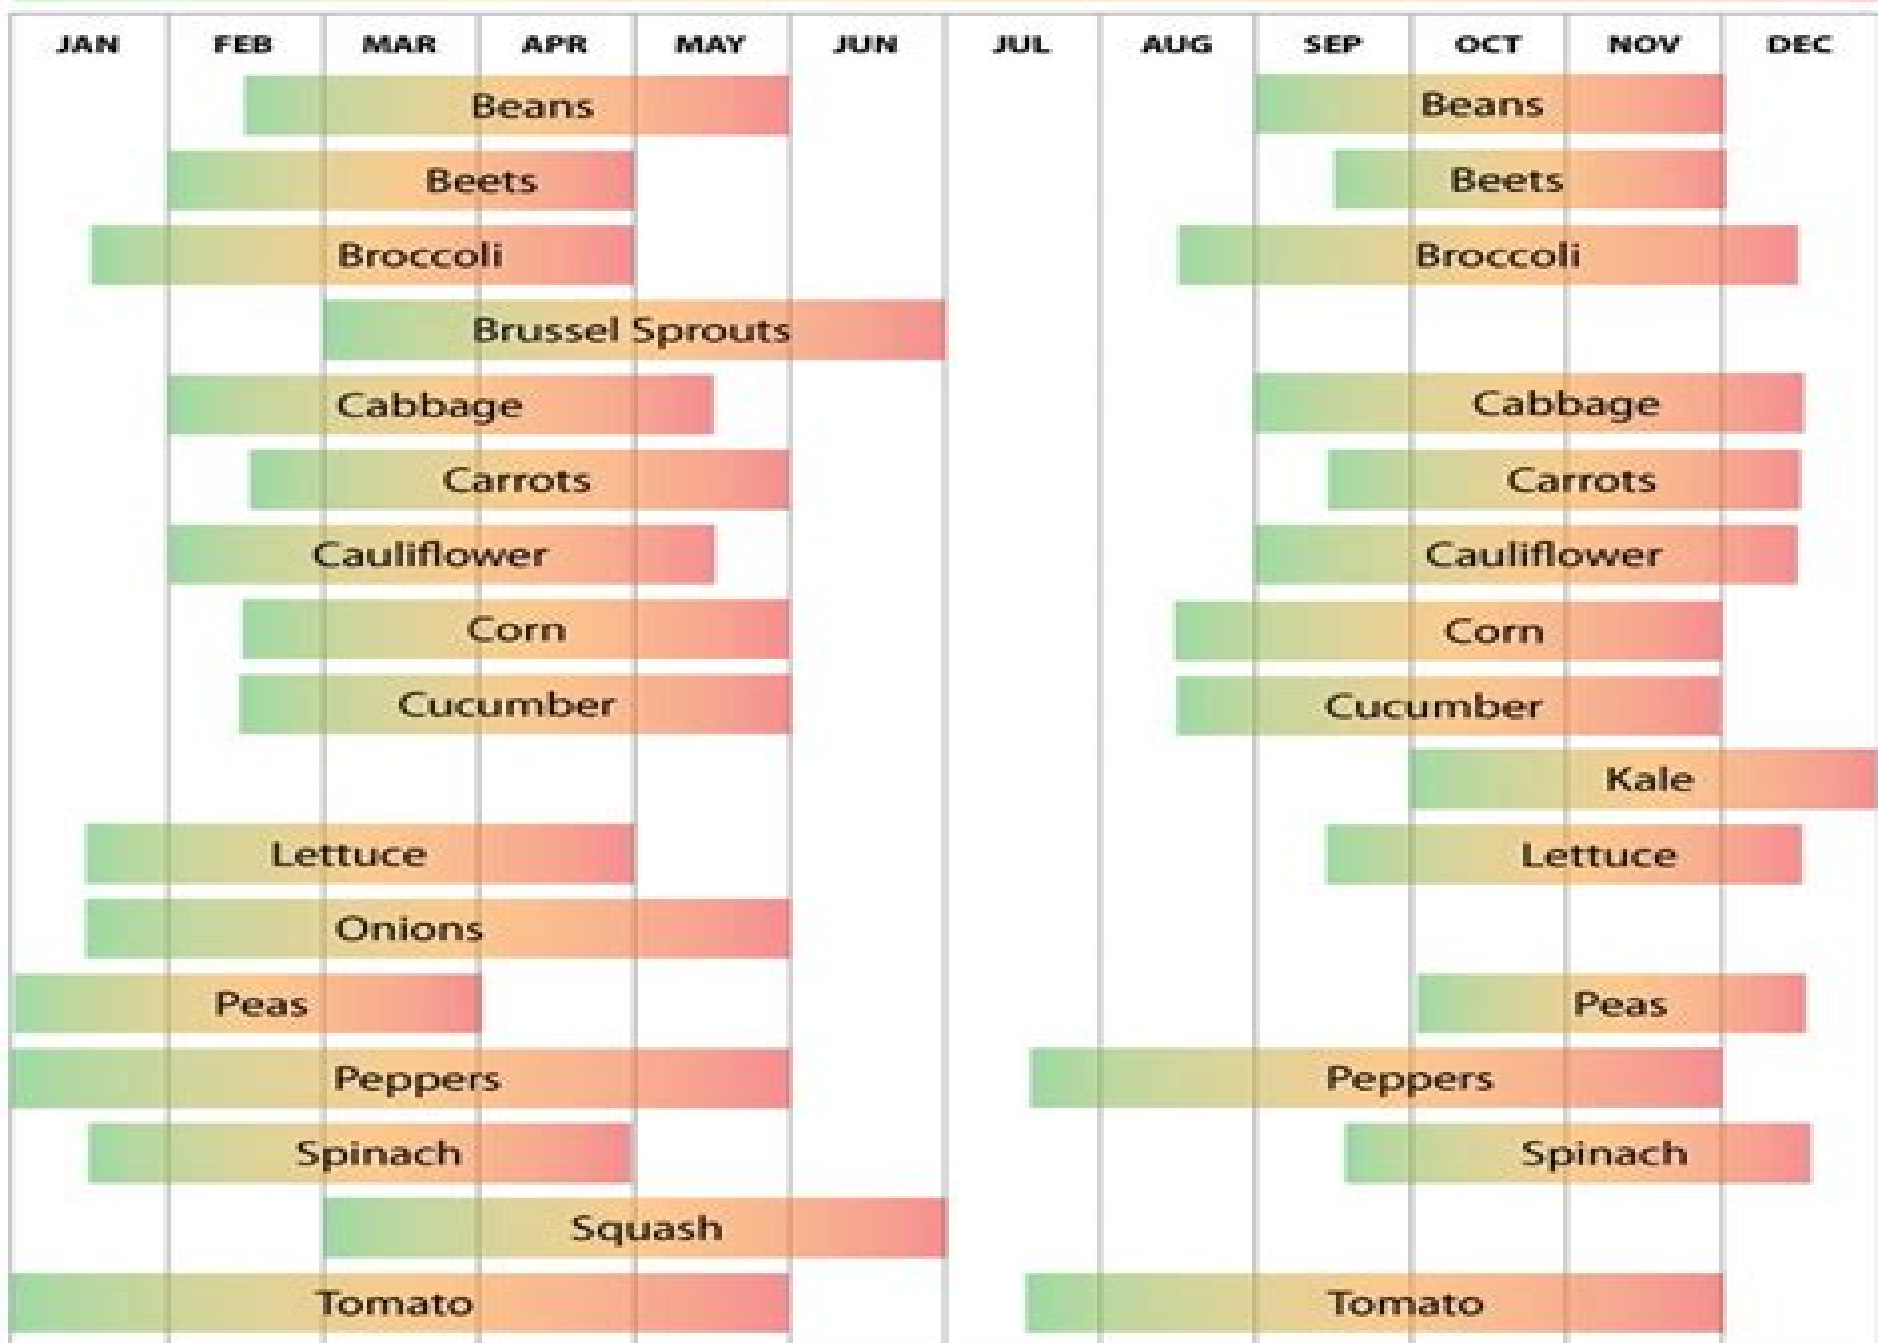 JAN FEB MAR APR MAY JUN JUL AUG SEP OCT NOV DEC
Beans Beans
Beets Beets
Broccoli Broccoli
Brussel Sprouts
Cabbage Cabbage
Carrots Carrots
Cauliflower Cauliflower
Corn Corn
Cucumber Cucumber
Kale
Lettuce Lettuce
Onions
Peas Peas
Peppers Peppers
Spinach Spinach
Squash
Tomato Tomato